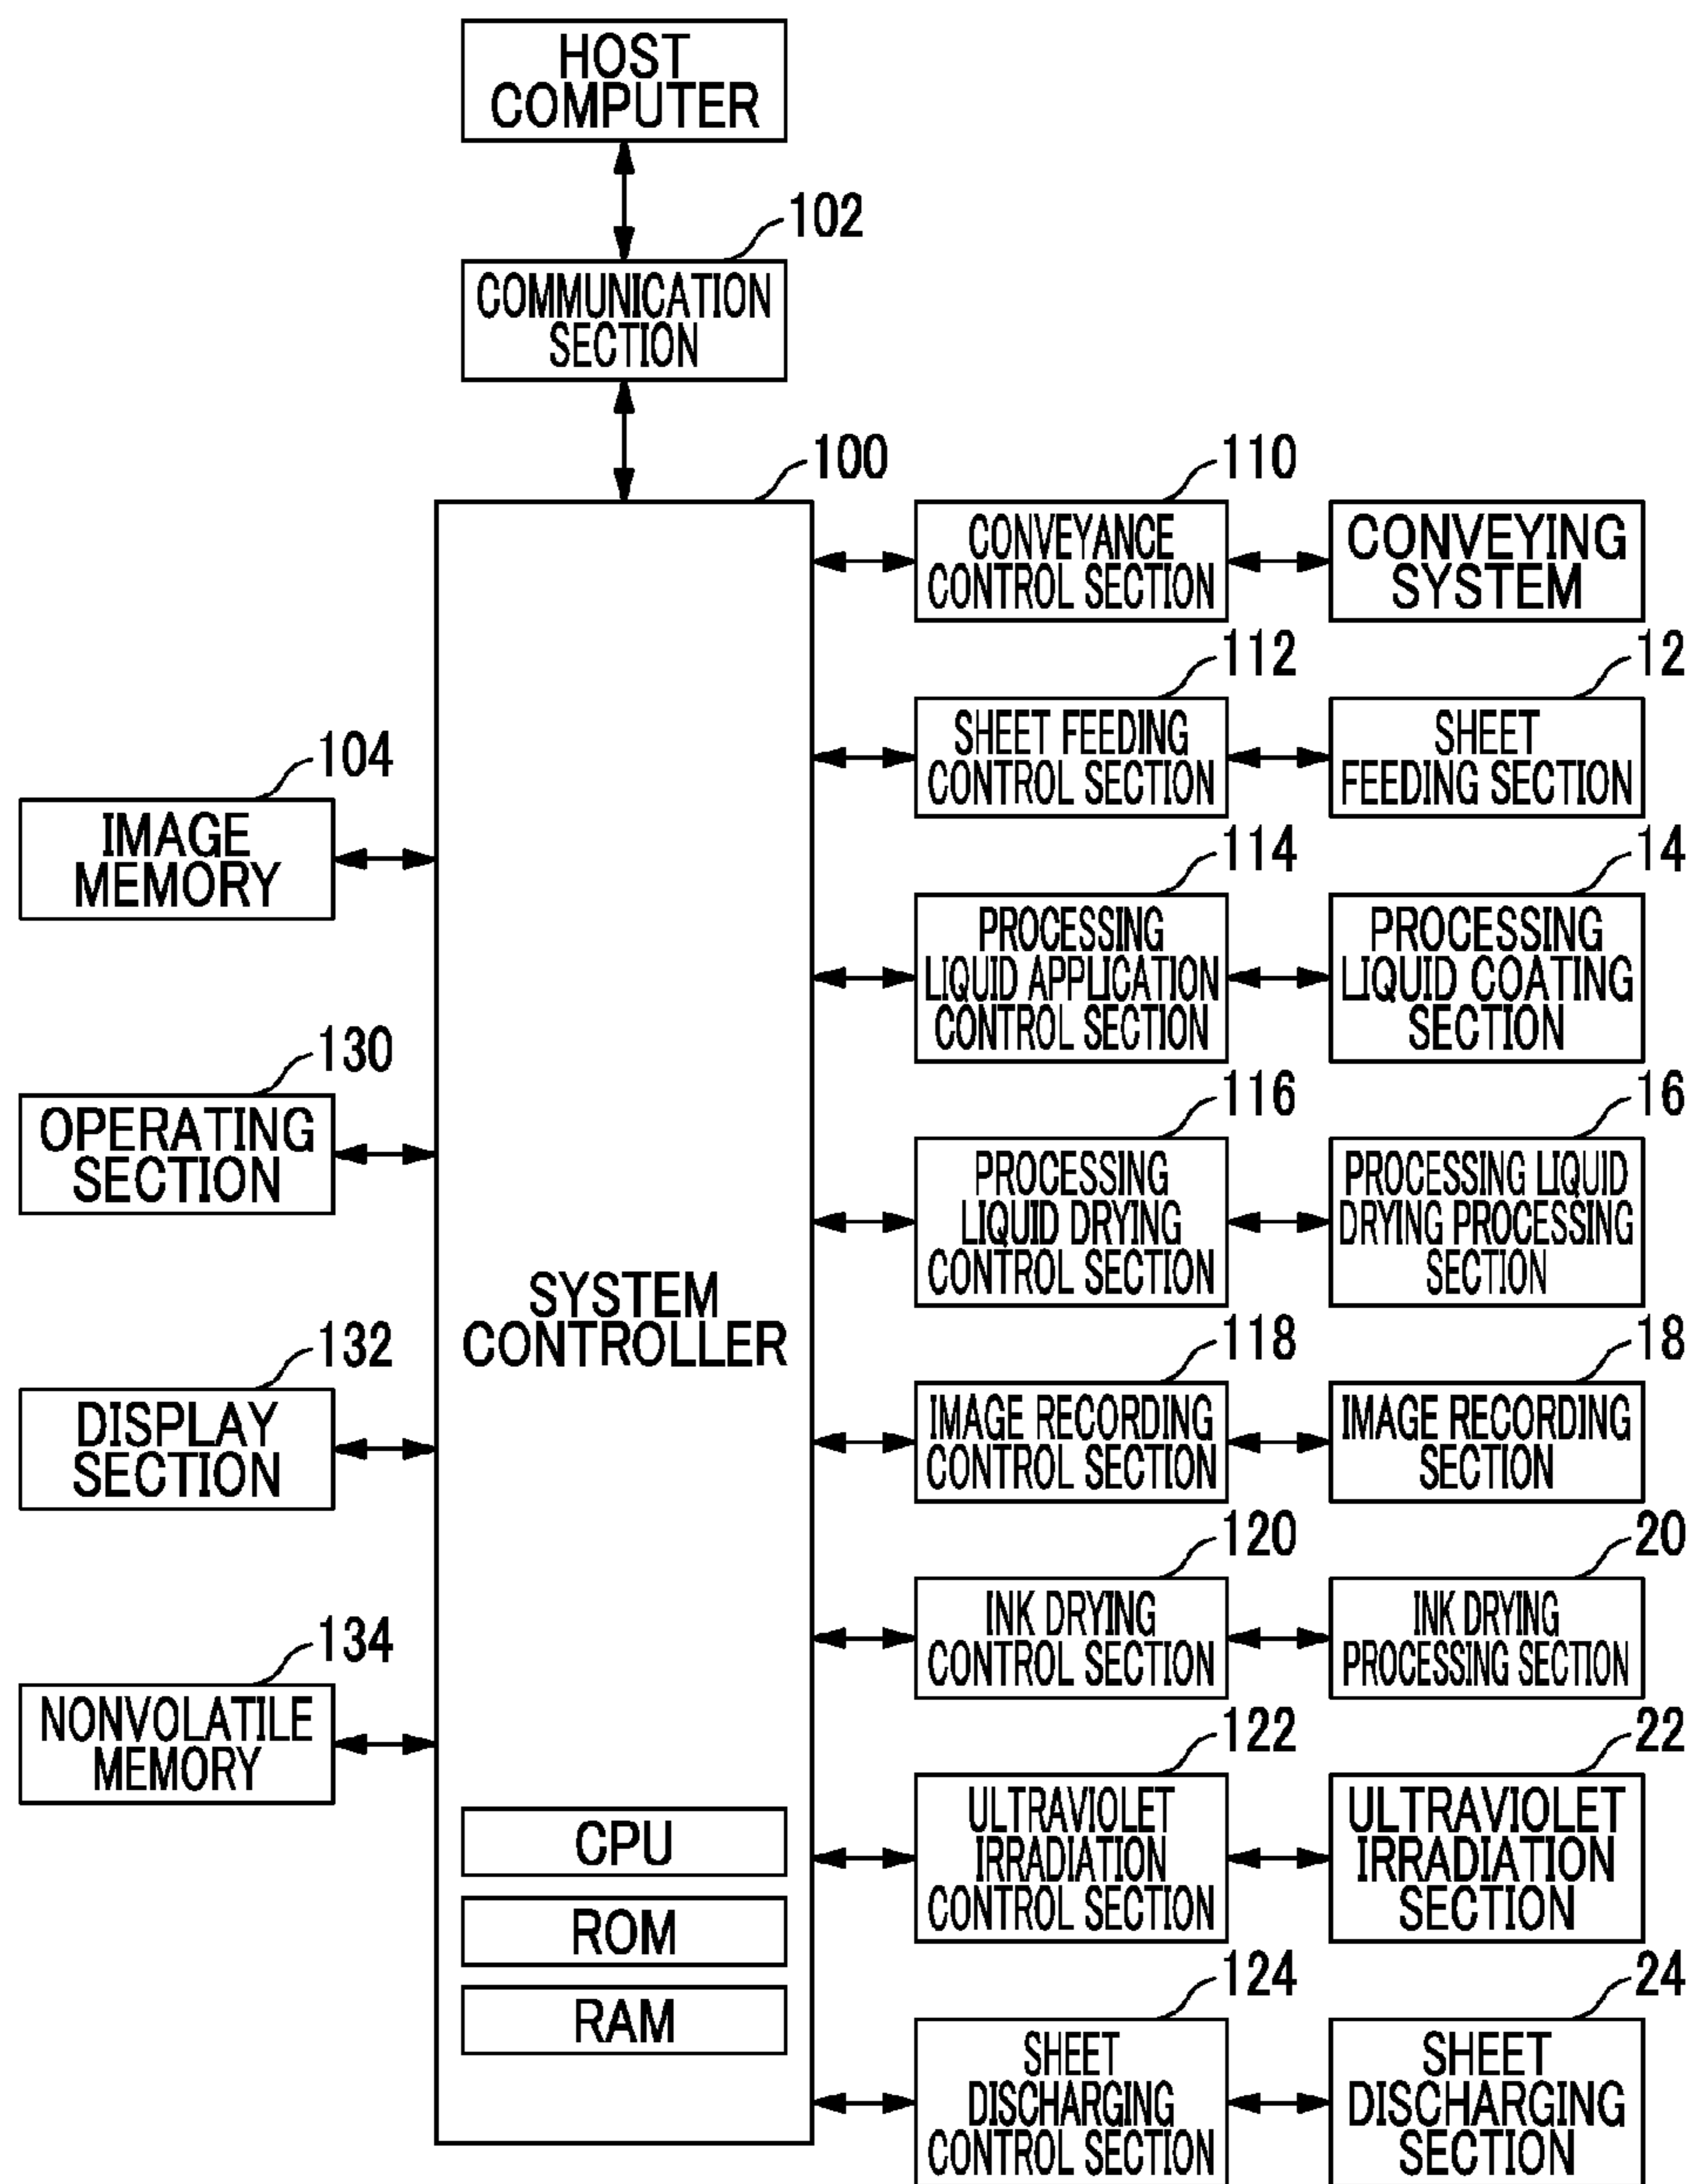 HOST
COMPUTER
102
COMMUNICATION
SECTION
100
SYSTEM
CONTROLLER
CPU
ROM
RAM
104
IMAGE
MEMORY
130
OPERATING
SECTION
132
DISPLAY
SECTION
134
NONVOLATILE
MEMORY
110
CONVEYANCE
CONTROL SECTION
CONVEYING
SYSTEM
112
SHEET FEEDING
CONTROL SECTION
12
SHEET
FEEDING SECTION
114
PROCESSING
LIQUID APPLICATION
CONTROL SECTION
14
PROCESSING
LIQUID COATING
SECTION
116
PROCESSING
LIQUID DRYING
CONTROL SECTION
16
PROCESSING LIQUID
DRYING PROCESSING
SECTION
118
IMAGE RECORDING
CONTROL SECTION
18
IMAGE RECORDING
SECTION
120
INK DRYING
CONTROL SECTION
20
INK DRYING
PROCESSING SECTION
122
ULTRAVIOLET
IRRADIATION
CONTROL SECTION
22
ULTRAVIOLET
IRRADIATION
SECTION
124
SHEET
DISCHARGING
CONTROL SECTION
24
SHEET
DISCHARGING
SECTION